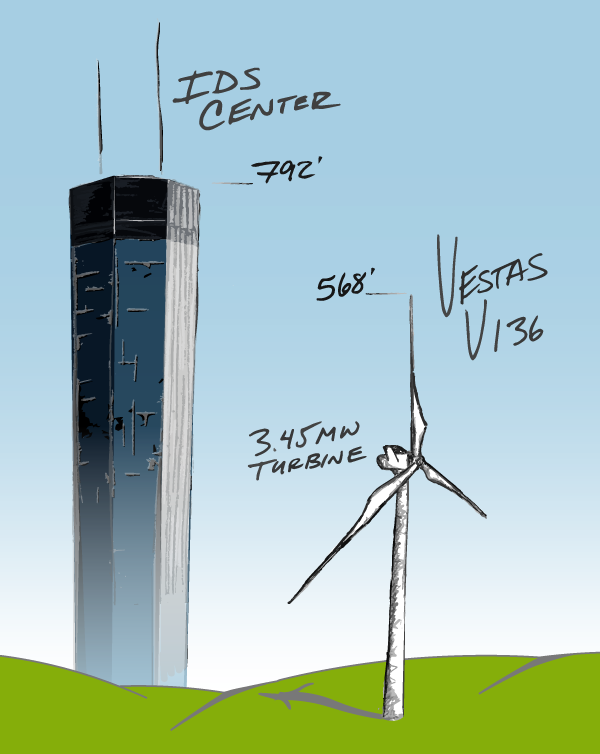 IDS
CENTER
792'
568'
VESTAS
V136
3.45MW
TURBINE